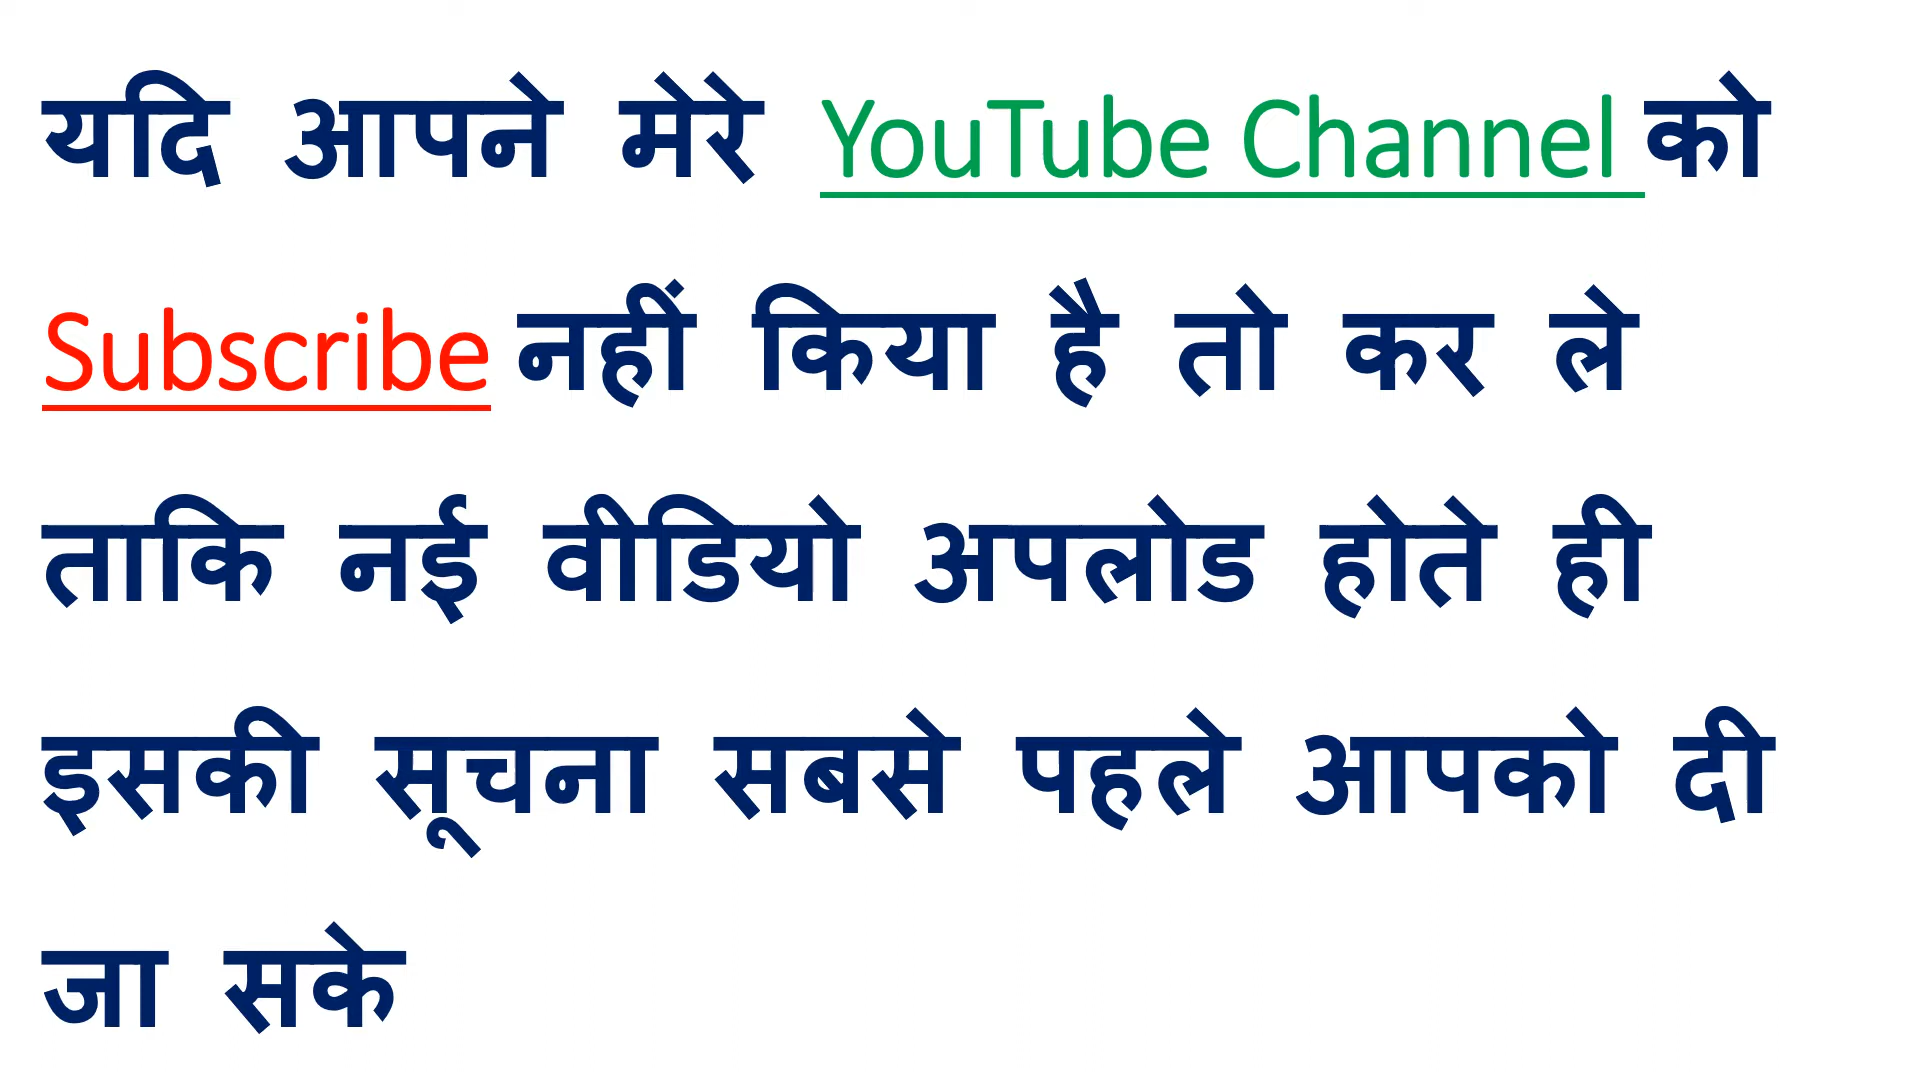 यदि आपने मेरे YouTube Channel को
Subscribe नहीं किया है तो कर ले
ताकि नई वीडियो अपलोड होते ही
इसकी सूचना सबसे पहले आपको दी
जा सके